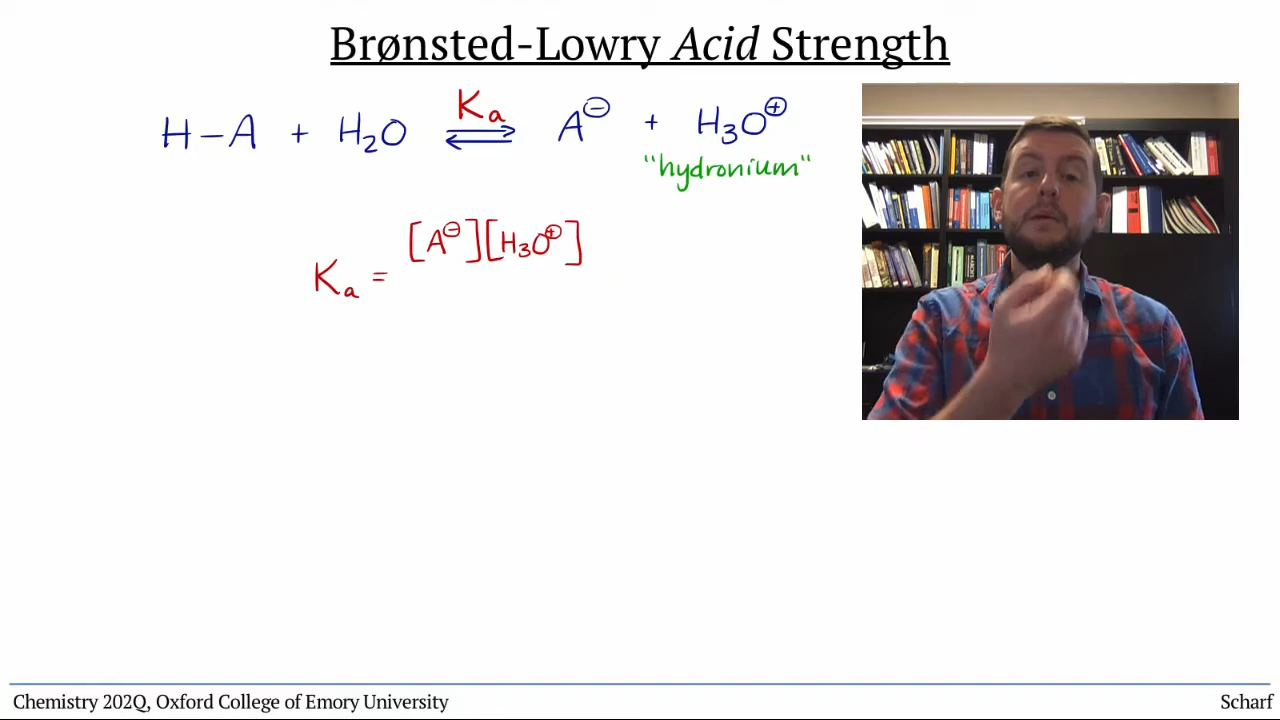 Brønsted-Lowry Acid Strength
H–A + H₂O ⇌ Kₐ A⊖ + H₃O⊕
"hydronium"
Kₐ = [A⊖][H₃O⊕]
Chemistry 202Q, Oxford College of Emory University
Scharf